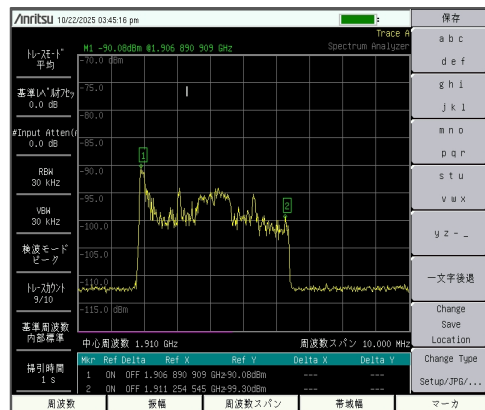 Anritsu 10/22/2025 03:45:16 pm
保存
Trace A
M1 -90.08dBm @1.906 890 909 GHz
Spectrum Analyzer
トレースモード
平均
基準レベルオフセッ
0.0 dB
#Input Atten(
0.0 dB
RBW
30 kHz
VBW
30 kHz
検波モード
ピーク
トレースカウント
9/10
基準周波数
内部標準
掃引時間
1 s
-70.0 dBm
-75.0
-80.0
-85.0
-90.0
-95.0
-100.0
-105.0
-110.0
-115.0 dBm
1
2
中心周波数 1.910 GHz
周波数スパン 10.000 MHz
Mkr Ref Delta Ref X Ref Y Delta X Delta Y
1 ON OFF 1.906 890 909 GHz -90.08 dBm
2 ON OFF 1.911 254 545 GHz -99.30 dBm
a b c
d e f
g h i
j k l
m n o
p q r
s t u
v w x
y z - _
一文字後退
Change
Save
Location
Change Type
Setup/JPG/...
周波数
振幅
周波数スパン
帯域幅
マーカ